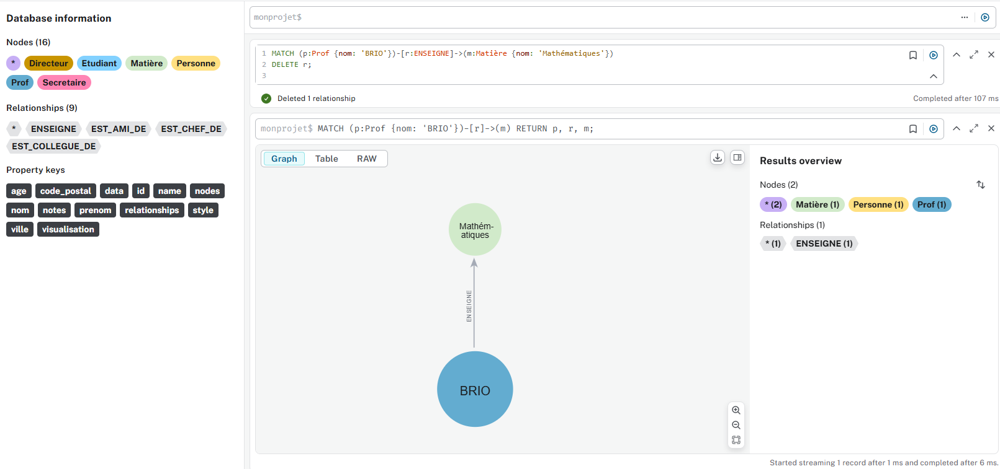 Database information
Nodes (16)
* Directeur Etudiant Matière Personne
Prof Secretaire
Relationships (9)
* ENSEIGNE EST_AMI_DE EST_CHEF_DE
EST_COLLEGUE_DE
Property keys
age code_postal data id name nodes
nom notes prenom relationships style
ville visualisation
monprojet$
1 MATCH (p:Prof {nom: 'BRIO'})-[r:ENSEIGNE]->(m:Matière {nom: 'Mathématiques'})
2 DELETE r;
3
Deleted 1 relationship
Completed after 107 ms
monprojet$ MATCH (p:Prof {nom: 'BRIO'})-[r]->(m) RETURN p, r, m;
Graph Table RAW
Mathém-
atiques
ENSEIGNE
BRIO
Results overview
Nodes (2)
* (2) Matière (1) Personne (1) Prof (1)
Relationships (1)
* (1) ENSEIGNE (1)
Started streaming 1 record after 1 ms and completed after 6 ms.